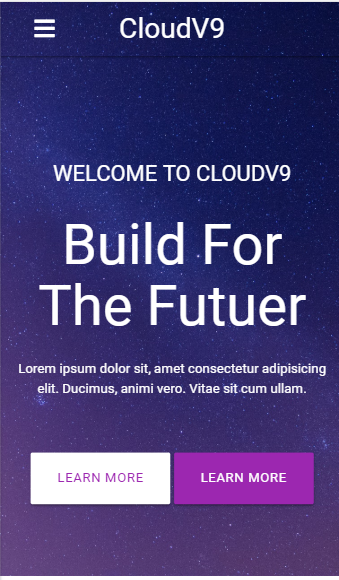 CloudV9
WELCOME TO CLOUDV9
Build For
The Futuer
Lorem ipsum dolor sit, amet consectetur adipisicing
elit. Ducimus, animi vero. Vitae sit cum ullam.
LEARN MORE LEARN MORE